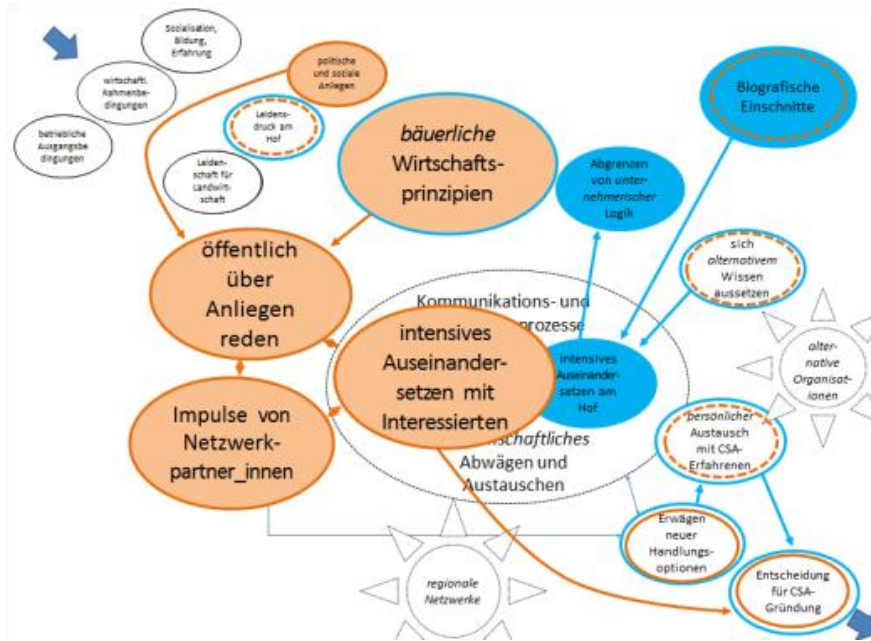 Sozialisation,
Bildung,
Erfahrung
wirtschaftl.
Rahmenbe-
dingungen
betriebliche
Ausgangsbe
dingungen
politische
und soziale
Anliegen
Leidens-
druck am
Hof
Leiden-
schaft für
Landwirt-
schaft
bäuerliche
Wirtschafts-
prinzipien
Abgrenzen
von unter-
nehmerischer
Logik
Biografische
Einschnitte
sich
alternativem
Wissen
aussetzen
öffentlich
über
Anliegen
reden
Kommunikations- und
prozesse
intensives
Auseinander-
setzen mit
Interessierten
intensives
Auseinander-
setzen am
Hof
schaftliches
Abwägen und
Austauschen
Impulse von
Netzwerk-
partner_innen
alter-
native
Organisat-
ionen
persönlicher
Austausch
mit CSA-
Erfahrenen
Erwägen
neuer
Handlungs-
optionen
regionale
Netzwerke
Entscheidung
für CSA-
Gründung